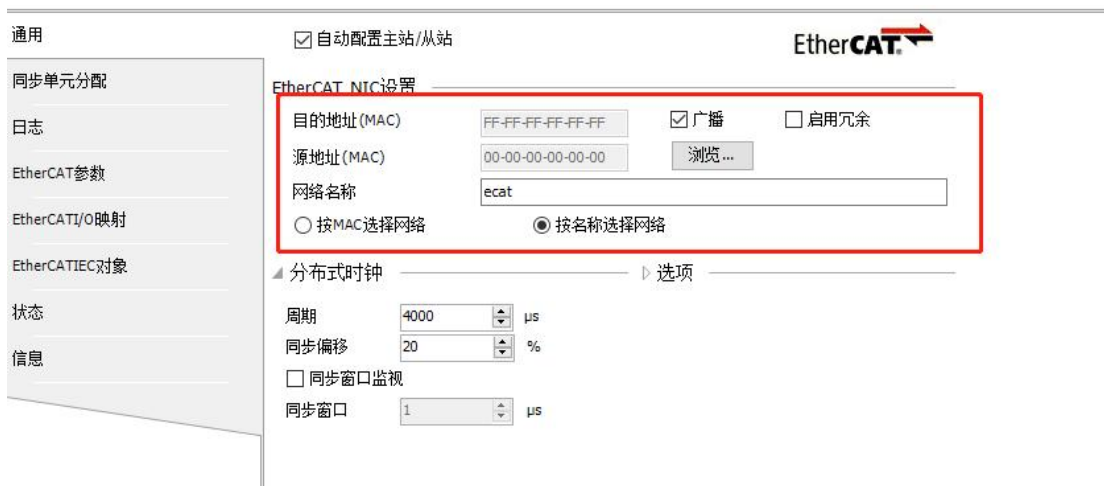 通用
同步单元分配
日志
EtherCAT参数
EtherCATI/O映射
EtherCATIEC对象
状态
信息
自动配置主站/从站
EtherCAT
EtherCAT NIC设置
目的地址(MAC) FF-FF-FF-FF-FF-FF 广播 启用冗余
源地址(MAC) 00-00-00-00-00-00 浏览...
网络名称 ecat
按MAC选择网络 按名称选择网络
分布式时钟 选项
周期 4000 µs
同步偏移 20 %
同步窗口监视
同步窗口 1 µs